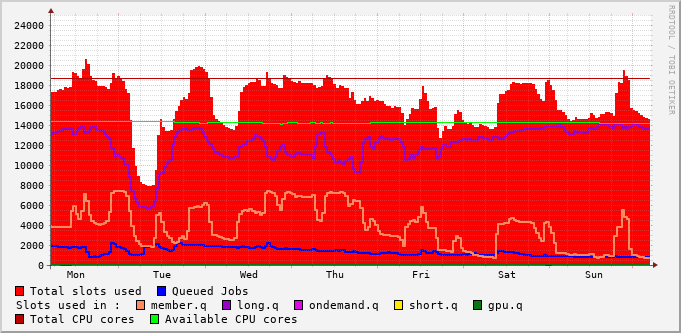 24000
22000
20000
18000
16000
14000
12000
10000
8000
6000
4000
2000
0
Mon Tue Wed Thu Fri Sat Sun
RRDTOOL / TOBI OETIKER
Total slots used Queued Jobs
Slots used in : member.q long.q ondemand.q short.q gpu.q
Total CPU cores Available CPU cores